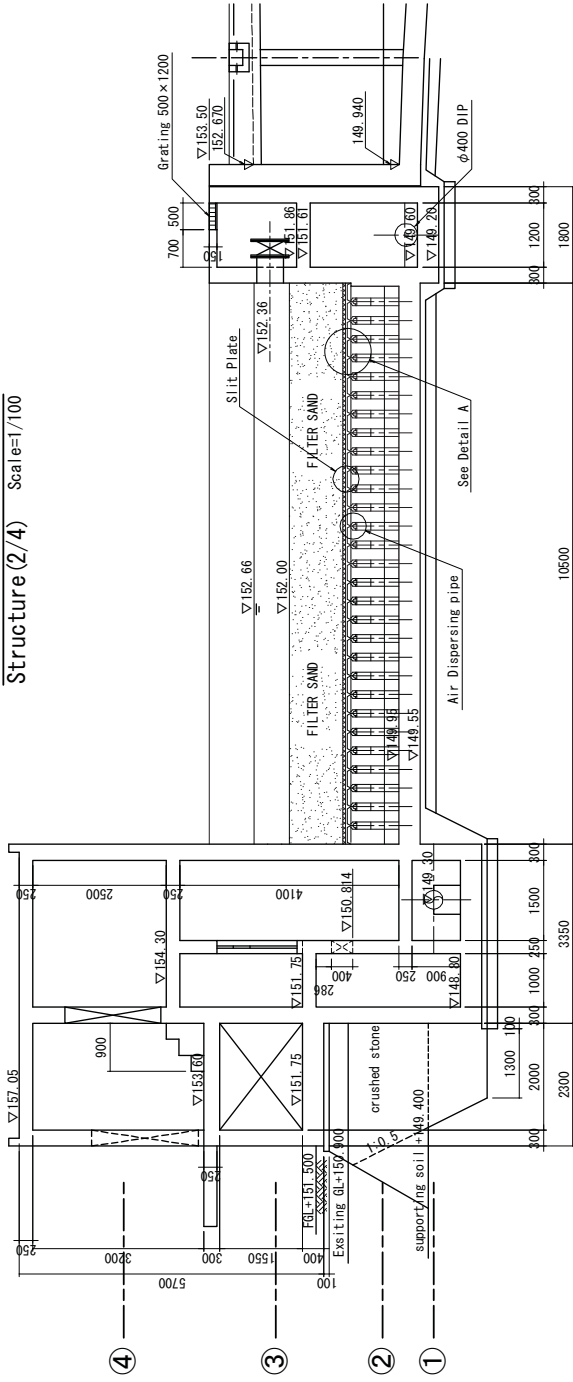 Structure(2/4) Scale=1/100
Grating 500×1200
▽153.50
152.670
149.940
φ400 DIP
700 500
150
▽151.86
▽151.61
▽149.60
▽149.20
300 1200 300
1800
▽152.36
Slit Plate
▽152.66
▽152.00
FILTER SAND FILTER SAND
See Detail A
Air Dispersing pipe
▽149.95
▽149.55
10500
▽157.05
250 2500 250 4100
▽154.30
▽150.814
▽149.30
▽151.75
286
400
250 900
▽148.80
900
▽153.60
▽151.75
crushed stone
1:0.5
250
FGL+151.500
Exsiting GL+150.900
supporting soil +149.400
250 3200 300 1550 400
5700 100
300 2000 300 1000 250 1500 300
1300 100
2300 3350
④
③
②
①